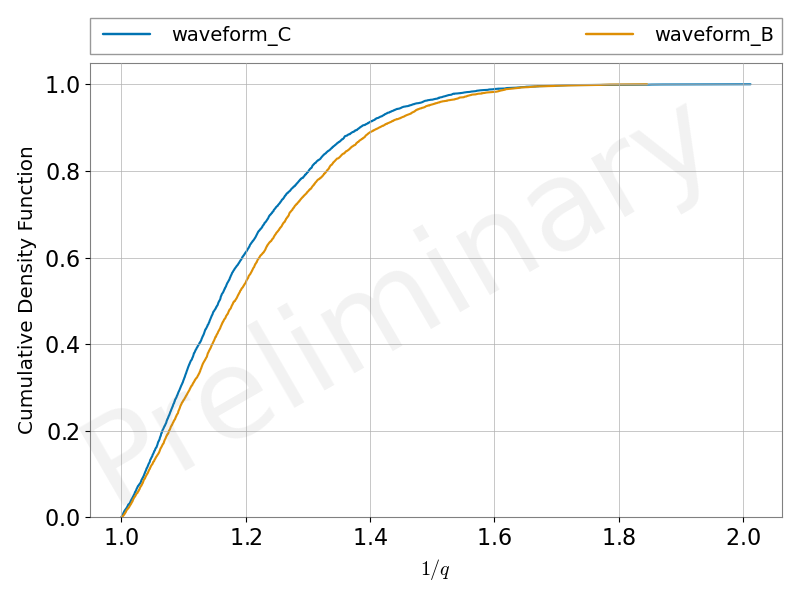 waveform_C
waveform_B
1.0
0.8
0.6
0.4
0.2
0.0
Cumulative Density Function
Preliminary
1.0 1.2 1.4 1.6 1.8 2.0
1/q